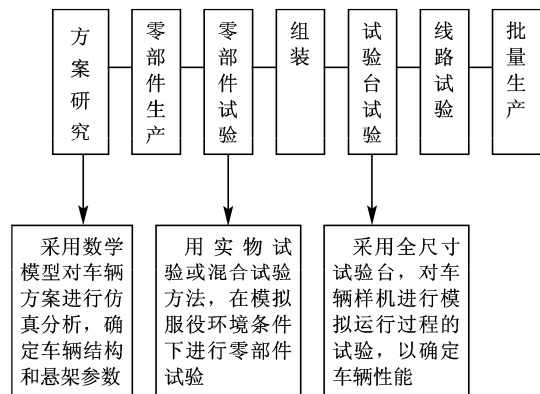 方案研究
零部件生产
零部件试验
组装
试验台试验
线路试验
批量生产
采用数学
模型对车辆
方案进行仿
真分析，确
定车辆结构
和悬架参数
用实物试
验或混合试验
方法，在模拟
服役环境条件
下进行零部件
试验
采用全尺寸
试验台，对车
辆样机进行模
拟运行过程的
试验，以确定
车辆性能